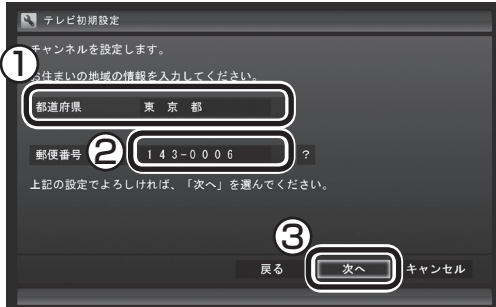 テレビ初期設定
チャンネルを設定します。
①
お住まいの地域の情報を入力してください。
都道府県 東 京 都
郵便番号 ② 143-0006 ?
上記の設定でよろしければ、「次へ」を選んでください。
③
戻る 次へ キャンセル